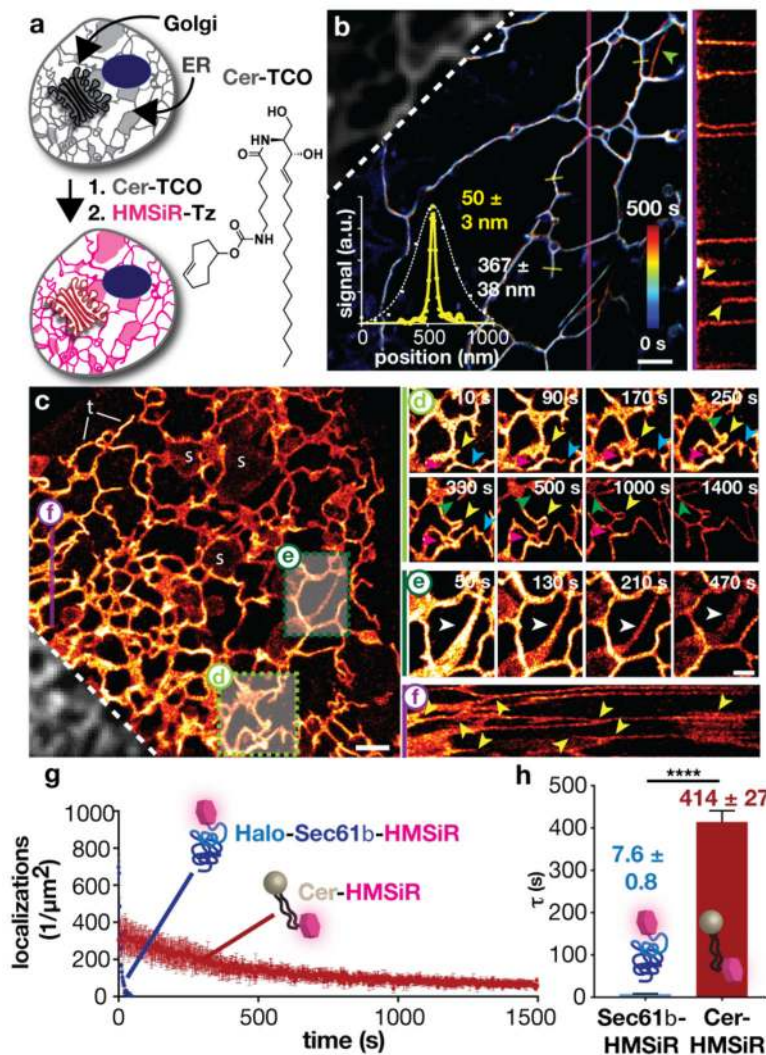 a
Golgi
ER
Cer-TCO
1. Cer-TCO
2. HMSiR-Tz
HO
HN
OH
O
NH
O
O
b
50 ±
3 nm
367 ±
38 nm
signal (a.u.)
0
500
1000
position (nm)
500 s
0 s
c
t
s
s
s
f
e
d
d
10 s
90 s
170 s
250 s
330 s
500 s
1000 s
1400 s
e
50 s
130 s
210 s
470 s
f
g
1000
800
600
400
200
0
localizations
(1/µm²)
Halo-Sec61b-HMSiR
Cer-HMSiR
0
500
1000
1500
time (s)
h
500
400
300
200
100
0
τ (s)
****
414 ± 27
7.6 ±
0.8
Sec61b-
HMSiR
Cer-
HMSiR